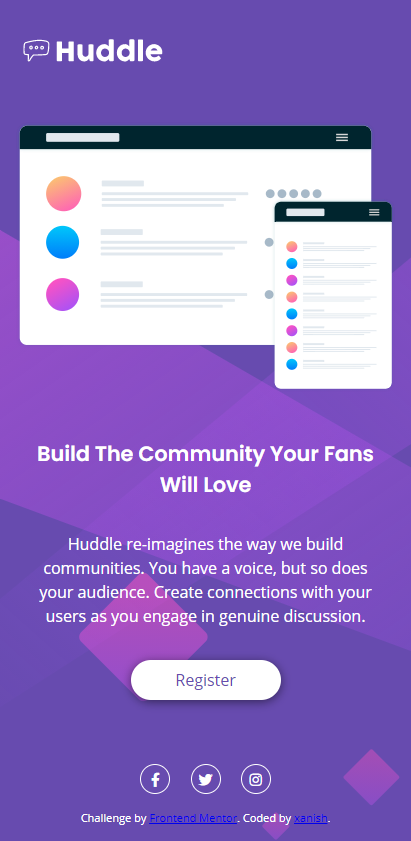 Huddle
Build The Community Your Fans
Will Love
Huddle re-imagines the way we build
communities. You have a voice, but so does
your audience. Create connections with your
users as you engage in genuine discussion.
Register
Challenge by Frontend Mentor. Coded by xanish.